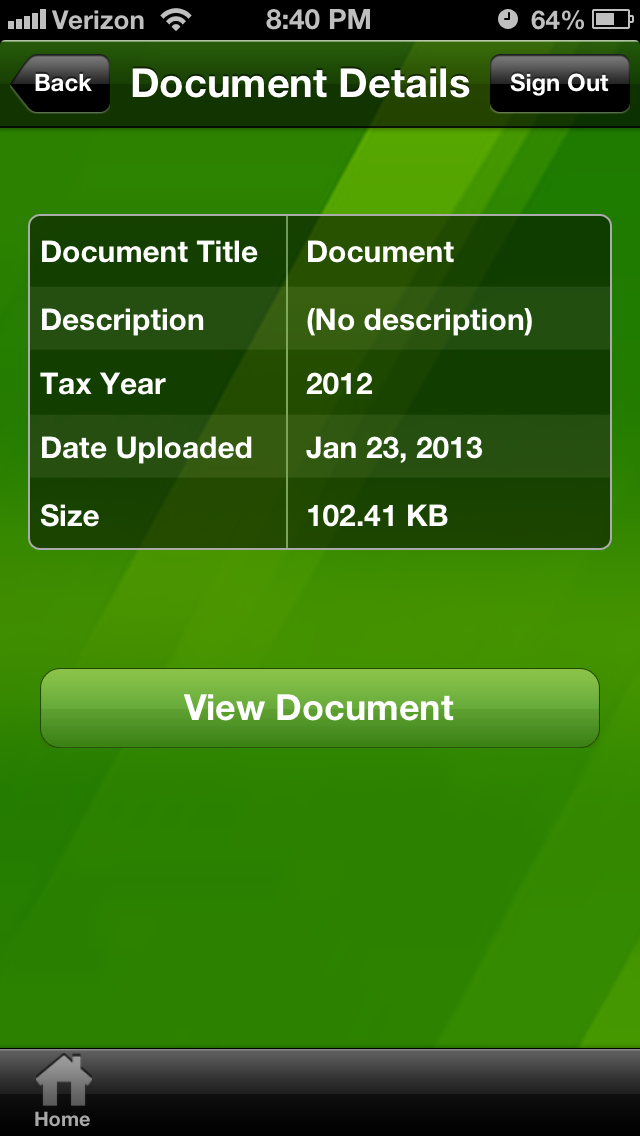 Verizon 8:40 PM 64%
Back Document Details Sign Out
Document Title Document
Description (No description)
Tax Year 2012
Date Uploaded Jan 23, 2013
Size 102.41 KB
View Document
Home